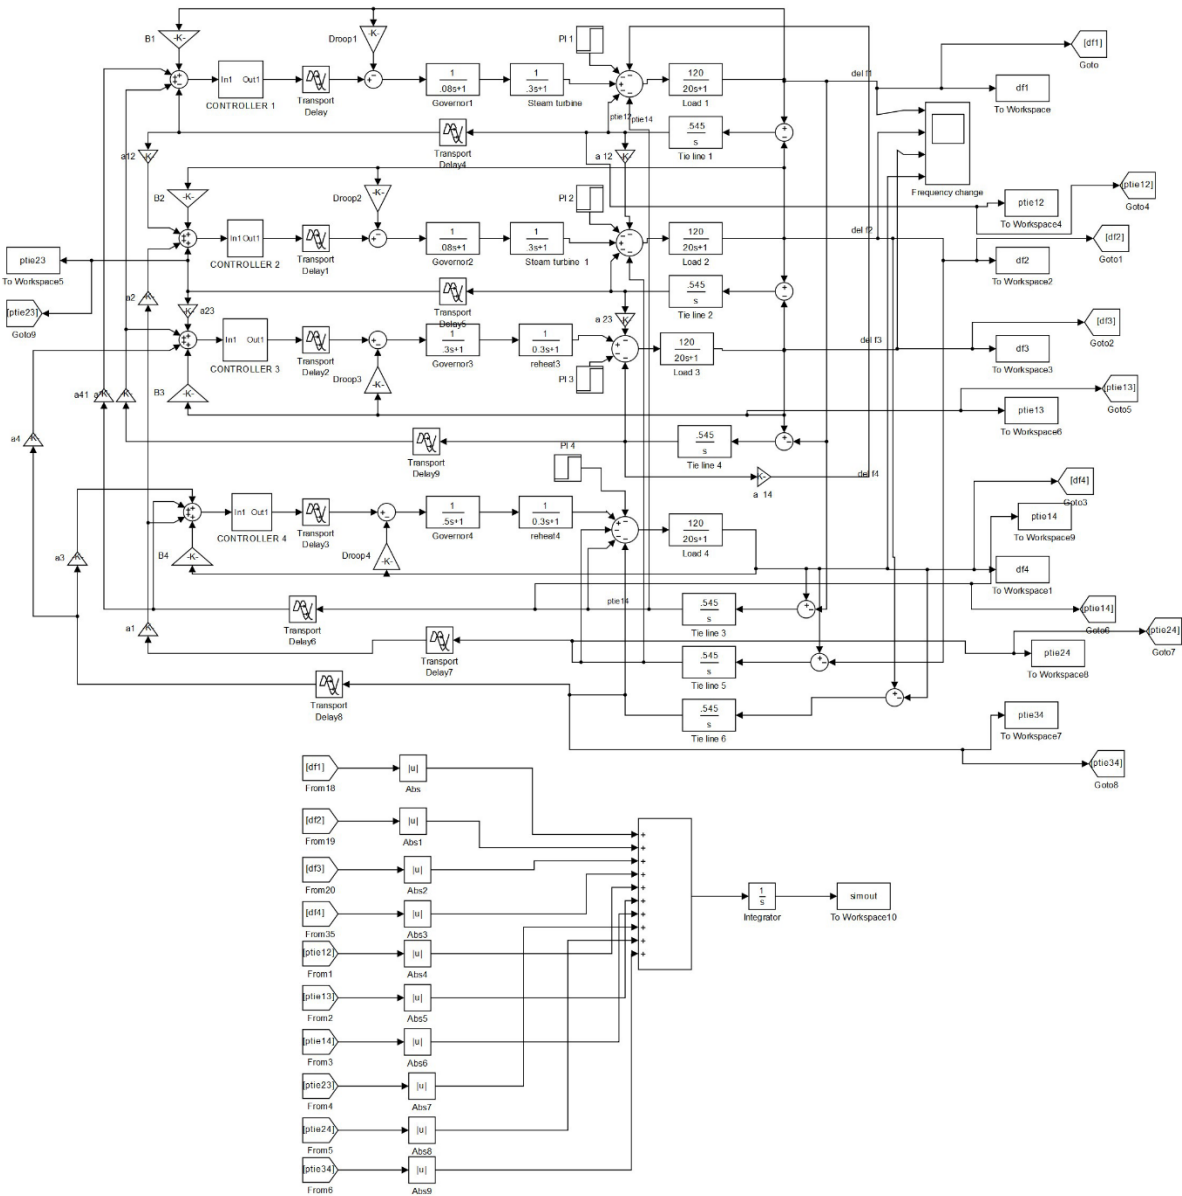 B1
-K-
Droop1
-K-
PI 1
[df1]
Goto
In1 Out1
CONTROLLER 1
Transport
Delay
1
.08s+1
Governor1
1
.3s+1
Steam turbine
120
20s+1
Load 1
del f1
df1
To Workspace
ptie12
ptie14
.545
s
Tie line 1
Transport
Delay4
a12
-K-
a 12
-K-
Frequency change
B2
-K-
Droop2
-K-
PI 2
ptie12
To Workspace4
[ptie12]
Goto4
In1 Out1
CONTROLLER 2
Transport
Delay1
1
.08s+1
Governor2
1
.3s+1
Steam turbine 1
120
20s+1
Load 2
del f2
[df2]
Goto1
df2
To Workspace2
ptie23
To Workspace5
[ptie23]
Goto9
a2
-K-
Transport
Delay5
.545
s
Tie line 2
a23
-K-
a 23
-K-
In1 Out1
CONTROLLER 3
Transport
Delay2
1
.3s+1
Governor3
1
0.3s+1
reheat3
120
20s+1
Load 3
del f3
[df3]
Goto2
df3
To Workspace3
B3
-K-
Droop3
-K-
PI 3
a41
-K-
-K-
[ptie13]
Goto5
ptie13
To Workspace6
a4
-K-
Transport
Delay9
.545
s
Tie line 4
PI 4
a 14
-K-
del f4
[df4]
Goto3
In1 Out1
CONTROLLER 4
Transport
Delay3
1
.5s+1
Governor4
1
0.3s+1
reheat4
120
20s+1
Load 4
ptie14
To Workspace9
a3
-K-
B4
-K-
Droop4
-K-
df4
To Workspace1
ptie14
Transport
Delay6
.545
s
Tie line 3
[ptie14]
Goto6
a1
-K-
Transport
Delay7
.545
s
Tie line 5
[ptie24]
Goto7
ptie24
To Workspace8
Transport
Delay8
.545
s
Tie line 6
ptie34
To Workspace7
[ptie34]
Goto8
[df1]
From18
|u|
Abs
[df2]
From19
|u|
Abs1
[df3]
From20
|u|
Abs2
[df4]
From35
|u|
Abs3
[ptie12]
From1
|u|
Abs4
[ptie13]
From2
|u|
Abs5
[ptie14]
From3
|u|
Abs6
[ptie23]
From4
|u|
Abs7
[ptie24]
From5
|u|
Abs8
[ptie34]
From6
|u|
Abs9
1
s
Integrator
simout
To Workspace10